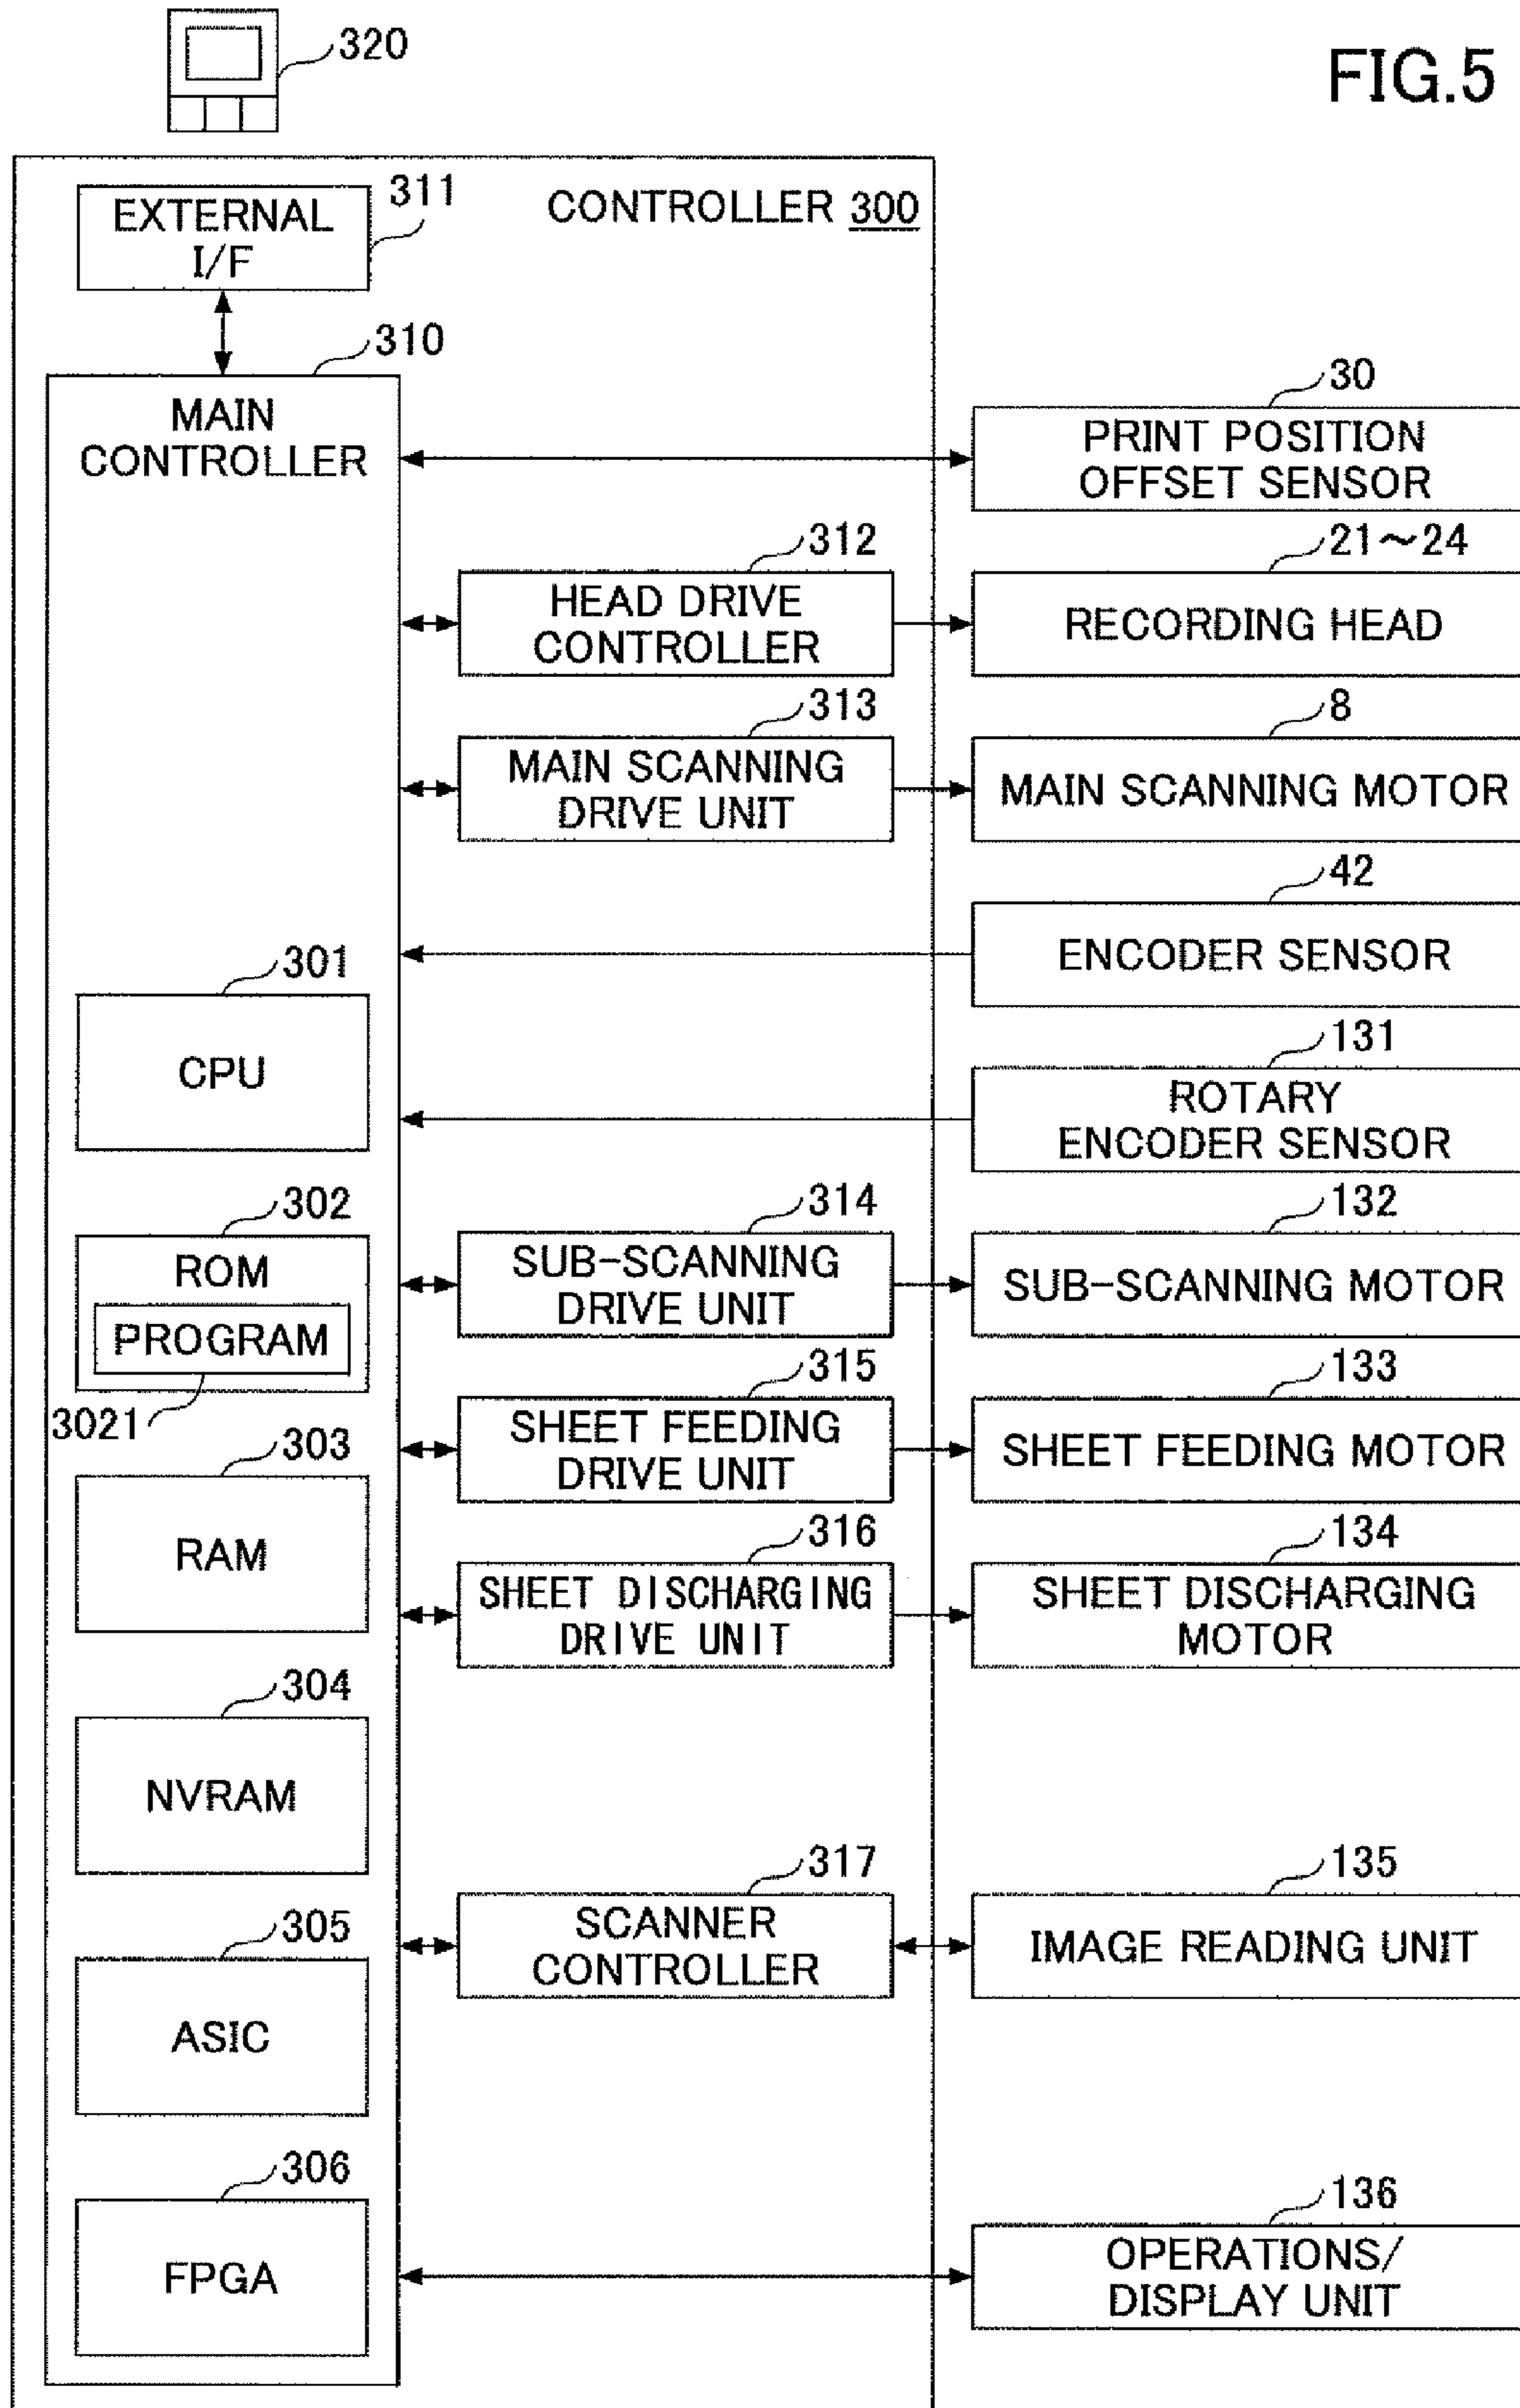 320
FIG.5
CONTROLLER 300
311
EXTERNAL
I/F
310
MAIN
CONTROLLER
30
PRINT POSITION
OFFSET SENSOR
312
HEAD DRIVE
CONTROLLER
21～24
RECORDING HEAD
313
MAIN SCANNING
DRIVE UNIT
8
MAIN SCANNING MOTOR
42
ENCODER SENSOR
301
CPU
131
ROTARY
ENCODER SENSOR
302
ROM
PROGRAM
3021
314
SUB-SCANNING
DRIVE UNIT
132
SUB-SCANNING MOTOR
315
SHEET FEEDING
DRIVE UNIT
133
SHEET FEEDING MOTOR
303
RAM
316
SHEET DISCHARGING
DRIVE UNIT
134
SHEET DISCHARGING
MOTOR
304
NVRAM
317
SCANNER
CONTROLLER
135
IMAGE READING UNIT
305
ASIC
306
FPGA
136
OPERATIONS/
DISPLAY UNIT